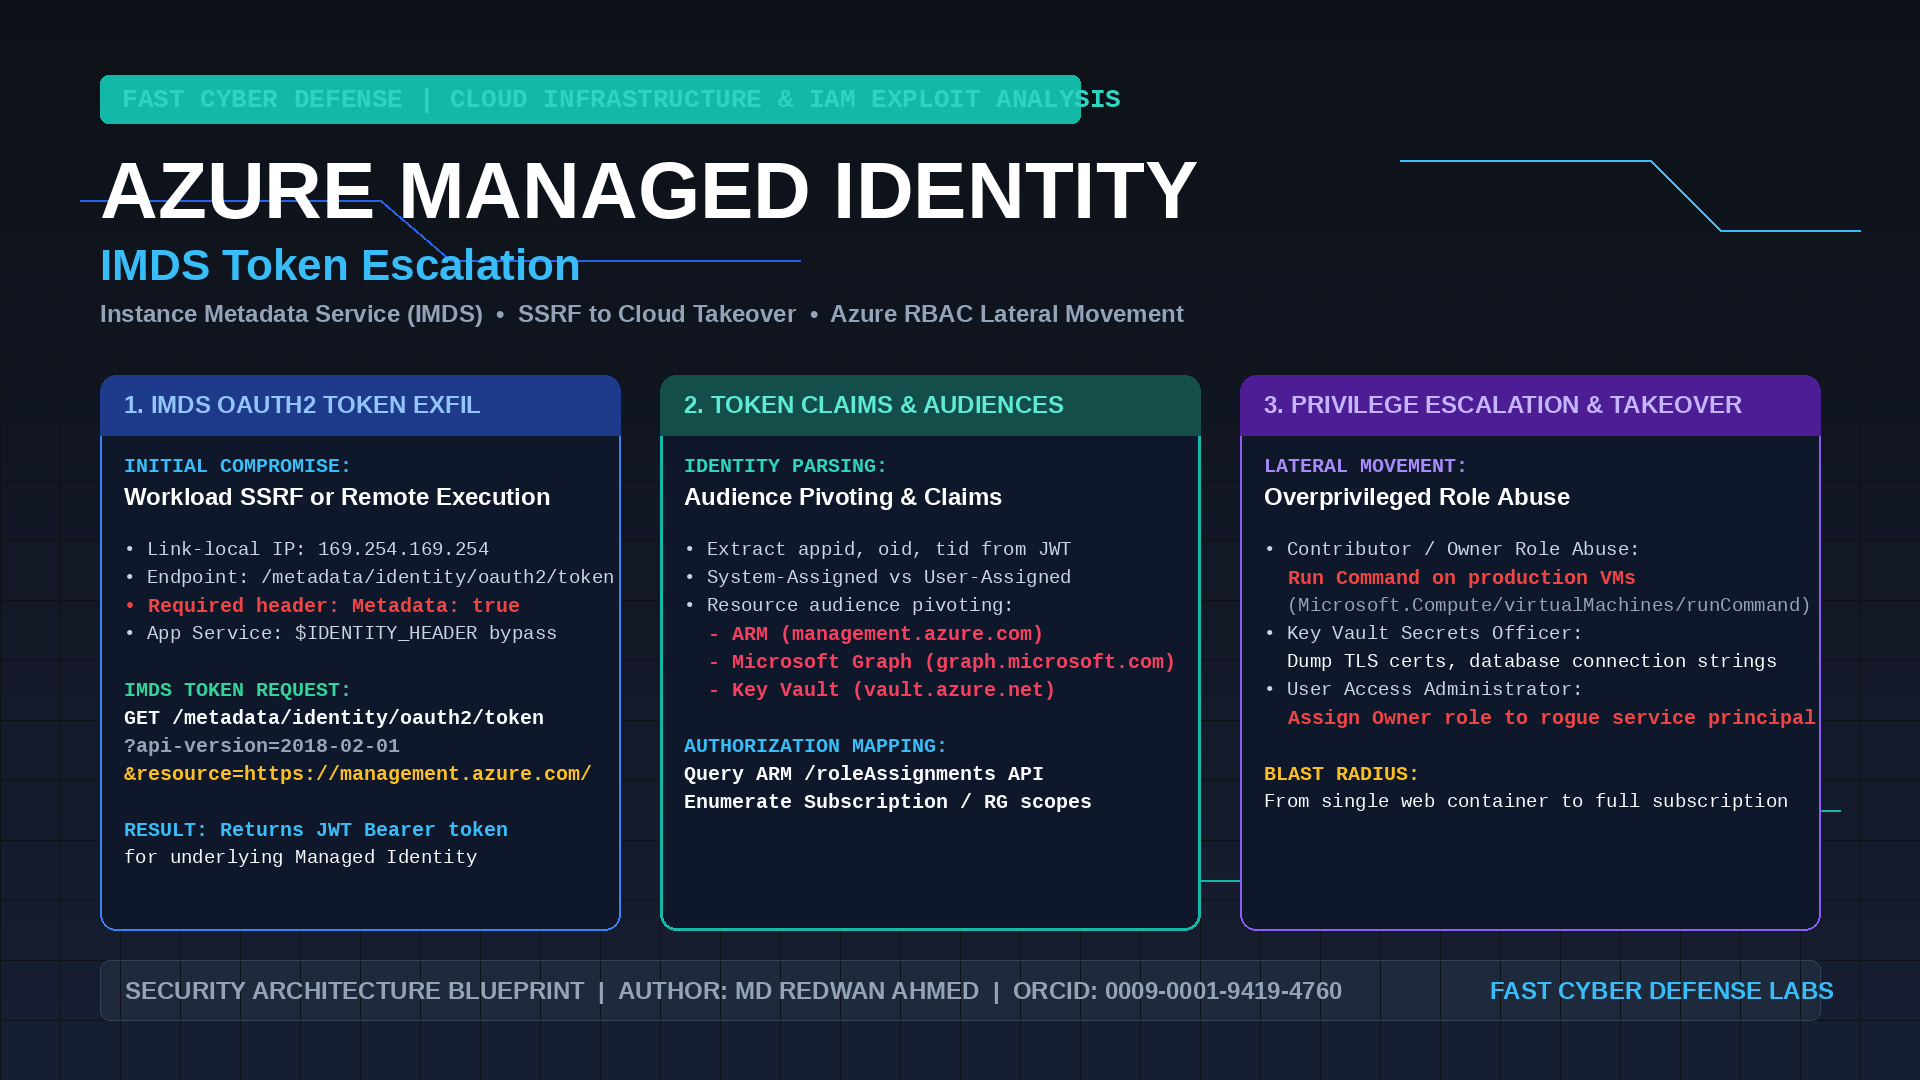 FAST CYBER DEFENSE | CLOUD INFRASTRUCTURE & IAM EXPLOIT ANALYSIS
AZURE MANAGED IDENTITY
IMDS Token Escalation
Instance Metadata Service (IMDS) • SSRF to Cloud Takeover • Azure RBAC Lateral Movement
1. IMDS OAUTH2 TOKEN EXFIL
INITIAL COMPROMISE:
Workload SSRF or Remote Execution
• Link-local IP: 169.254.169.254
• Endpoint: /metadata/identity/oauth2/token
• Required header: Metadata: true
• App Service: $IDENTITY_HEADER bypass
IMDS TOKEN REQUEST:
GET /metadata/identity/oauth2/token
?api-version=2018-02-01
&resource=https://management.azure.com/
RESULT: Returns JWT Bearer token
for underlying Managed Identity
2. TOKEN CLAIMS & AUDIENCES
IDENTITY PARSING:
Audience Pivoting & Claims
• Extract appid, oid, tid from JWT
• System-Assigned vs User-Assigned
• Resource audience pivoting:
- ARM (management.azure.com)
- Microsoft Graph (graph.microsoft.com)
- Key Vault (vault.azure.net)
AUTHORIZATION MAPPING:
Query ARM /roleAssignments API
Enumerate Subscription / RG scopes
3. PRIVILEGE ESCALATION & TAKEOVER
LATERAL MOVEMENT:
Overprivileged Role Abuse
• Contributor / Owner Role Abuse:
Run Command on production VMs
(Microsoft.Compute/virtualMachines/runCommand)
• Key Vault Secrets Officer:
Dump TLS certs, database connection strings
• User Access Administrator:
Assign Owner role to rogue service principal
BLAST RADIUS:
From single web container to full subscription
SECURITY ARCHITECTURE BLUEPRINT | AUTHOR: MD REDWAN AHMED | ORCID: 0009-0001-9419-4760
FAST CYBER DEFENSE LABS